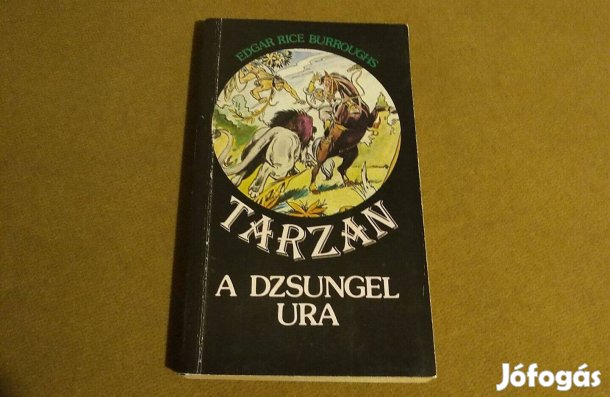 EDGAR RICE BURROUGHS
TARZAN
A DZSUNGEL
URA
Jófogás